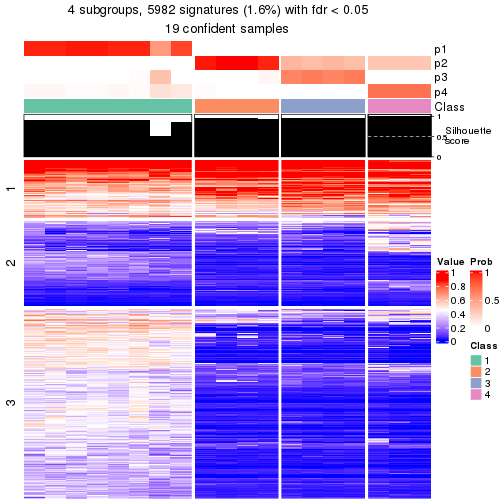 4 subgroups, 5982 signatures (1.6%) with fdr < 0.05
19 confident samples
p1
p2
p3
p4
Class
1
0.5
0
Silhouette
score
1
2
3
Value
1
0.8
0.6
0.4
0.2
0
Prob
1
0.5
0
Class
1
2
3
4